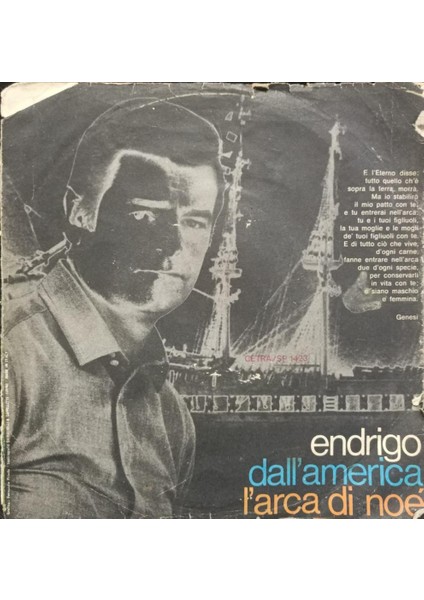 E l'Eterno disse:
tutto quello ch'è
sopra la terra, morrà.
Ma io stabilirò
il mio patto con te;
e tu entrerai nell'arca:
tu e i tuoi figliuoli,
la tua moglie e le mogli
de' tuoi figliuoli con te.
E di tutto ciò che vive,
d'ogni carne,
fanne entrare nell'arca
due d'ogni specie,
per conservarli
in vita con te;
e siano maschio
e femmina.
Genesi
CETRA/SP 1430
endrigo
dall'america
l'arca di noè